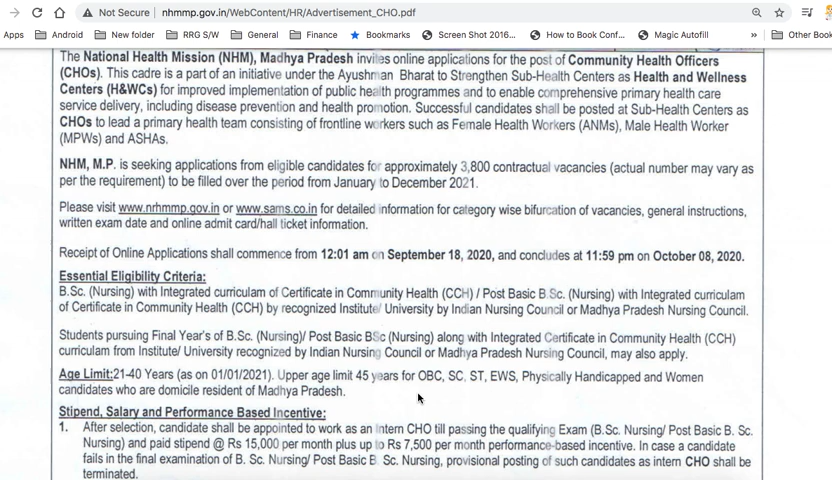 Not Secure | nhmmp.gov.in/WebContent/HR/Advertisement_CHO.pdf
Apps Android New folder RRG S/W General Finance Bookmarks Screen Shot 2016... How to Book Conf... Magic Autofill » Other Book
The National Health Mission (NHM), Madhya Pradesh invites online applications for the post of Community Health Officers
(CHOs). This cadre is a part of an initiative under the Ayushman Bharat to Strengthen Sub-Health Centers as Health and Wellness
Centers (H&WCs) for improved implementation of public health programmes and to enable comprehensive primary health care
service delivery, including disease prevention and health promotion. Successful candidates shall be posted at Sub-Health Centers as
CHOs to lead a primary health team consisting of frontline workers such as Female Health Workers (ANMs), Male Health Worker
(MPWs) and ASHAs.
NHM, M.P. is seeking applications from eligible candidates for approximately 3,800 contractual vacancies (actual number may vary as
per the requirement) to be filled over the period from January to December 2021.
Please visit www.nrhmmp.gov.in or www.sams.co.in for detailed information for category wise bifurcation of vacancies, general instructions,
written exam date and online admit card/hall ticket information.
Receipt of Online Applications shall commence from 12:01 am on September 18, 2020, and concludes at 11:59 pm on October 08, 2020.
Essential Eligibility Criteria:
B.Sc. (Nursing) with Integrated curriculam of Certificate in Community Health (CCH) / Post Basic B.Sc. (Nursing) with Integrated curriculam
of Certificate in Community Health (CCH) by recognized Institute/ University by Indian Nursing Council or Madhya Pradesh Nursing Council.
Students pursuing Final Year's of B.Sc. (Nursing)/ Post Basic BSc (Nursing) along with Integrated Certificate in Community Health (CCH)
curriculam from Institute/ University recognized by Indian Nursing Council or Madhya Pradesh Nursing Council, may also apply.
Age Limit:21-40 Years (as on 01/01/2021). Upper age limit 45 years for OBC, SC, ST, EWS, Physically Handicapped and Women
candidates who are domicile resident of Madhya Pradesh.
Stipend, Salary and Performance Based Incentive:
1. After selection, candidate shall be appointed to work as an Intern CHO till passing the qualifying Exam (B.Sc. Nursing/ Post Basic B. Sc.
Nursing) and paid stipend @ Rs 15,000 per month plus up to Rs 7,500 per month performance-based incentive. In case a candidate
fails in the final examination of B. Sc. Nursing/ Post Basic B. Sc. Nursing, provisional posting of such candidates as intern CHO shall be
terminated.